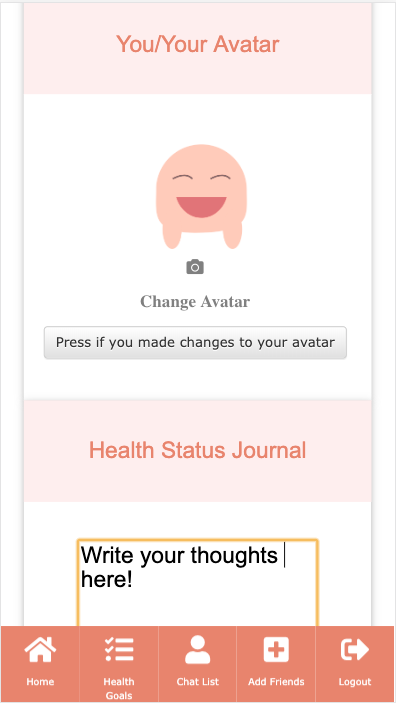 You/Your Avatar
Change Avatar
Press if you made changes to your avatar
Health Status Journal
Write your thoughts
here!
Home
Health
Goals
Chat List
Add Friends
Logout